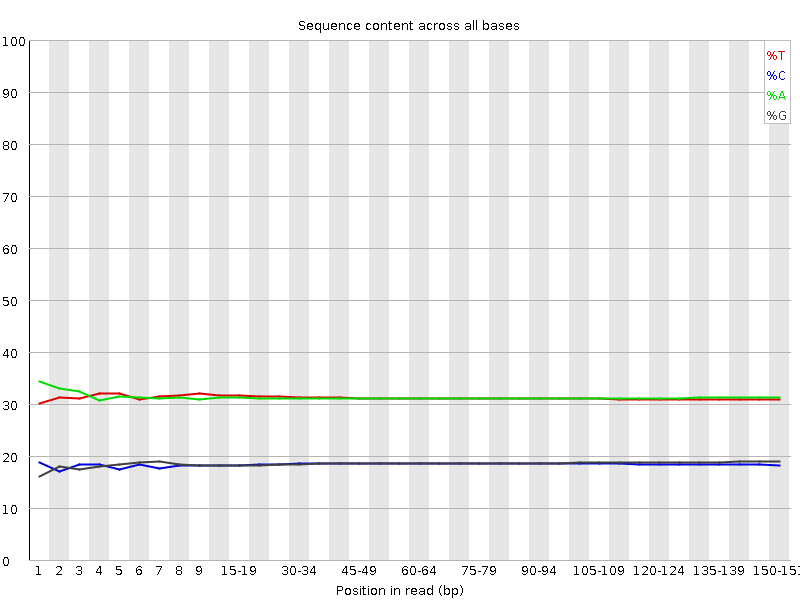 Sequence content across all bases
100
90
80
70
60
50
40
30
20
10
0
%T
%C
%A
%G
1 2 3 4 5 6 7 8 9 15-19 30-34 45-49 60-64 75-79 90-94 105-109 120-124 135-139 150-151
Position in read (bp)